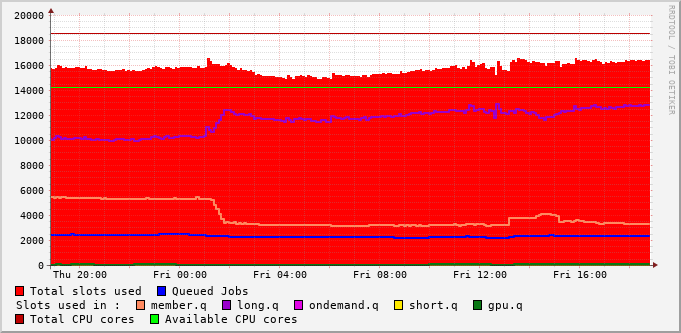 RRDTOOL / TOBI OETIKER
20000
18000
16000
14000
12000
10000
8000
6000
4000
2000
0
Thu 20:00 Fri 00:00 Fri 04:00 Fri 08:00 Fri 12:00 Fri 16:00
Total slots used Queued Jobs
Slots used in : member.q long.q ondemand.q short.q gpu.q
Total CPU cores Available CPU cores